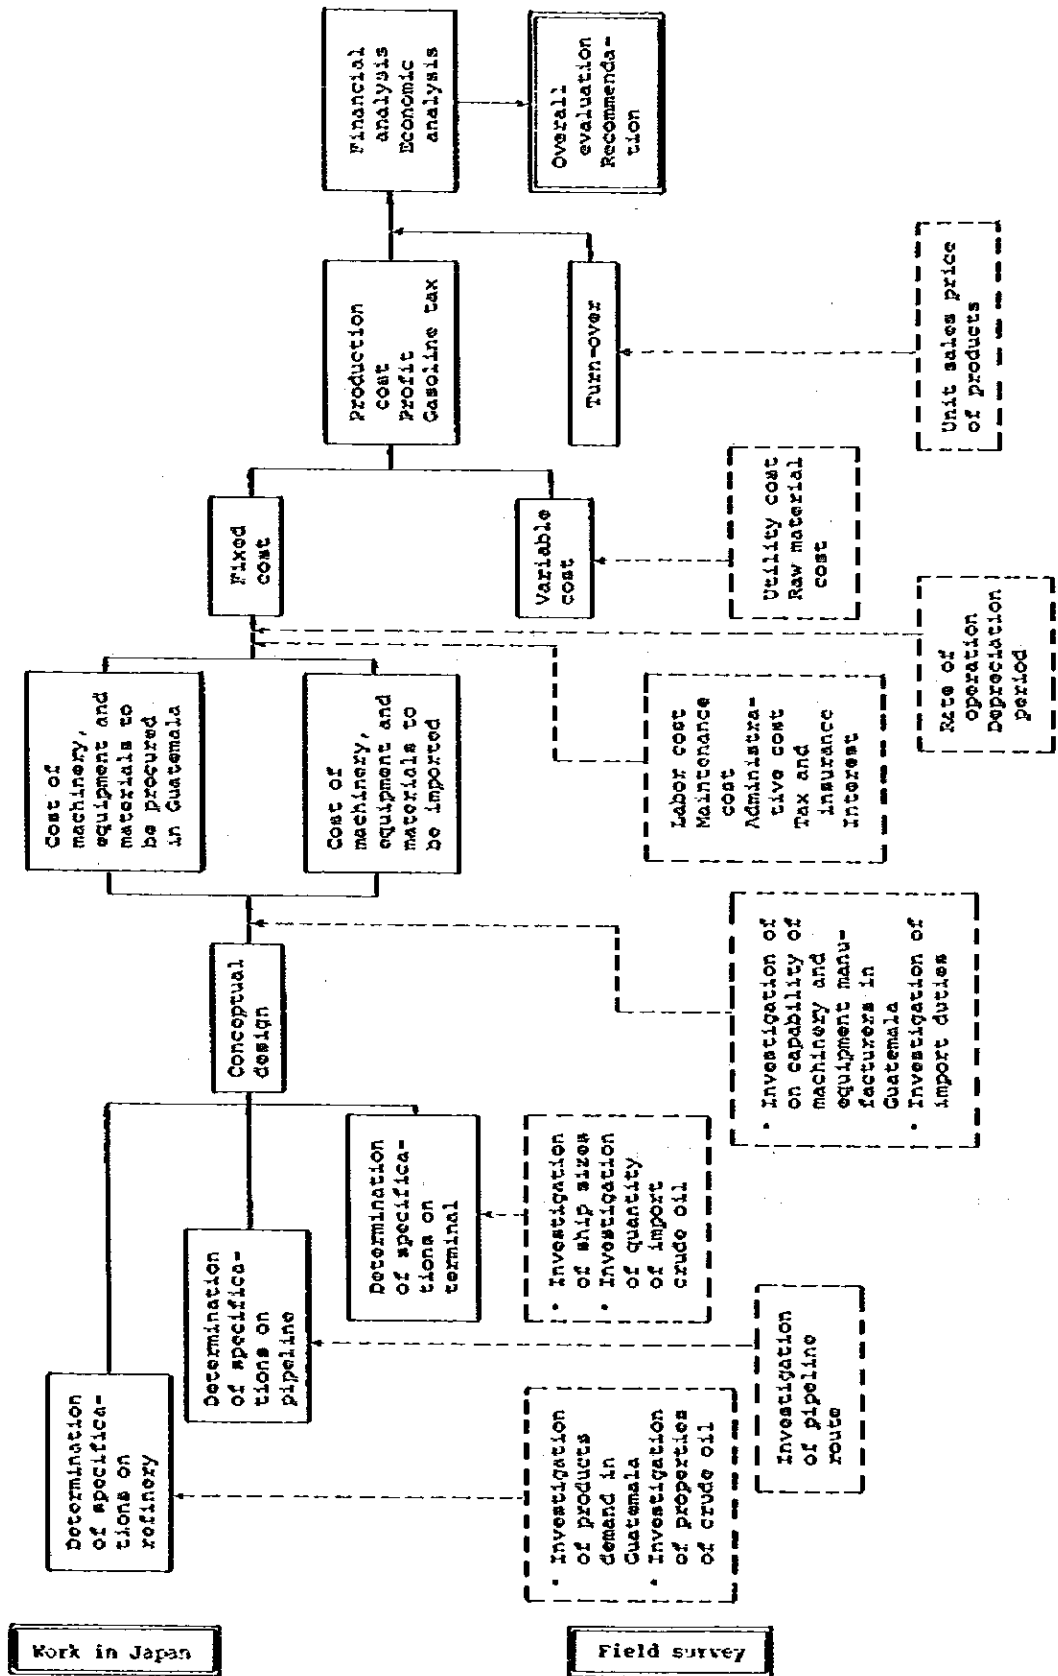 Work in Japan
Determination
of specifica-
tions on
refinery
Determination
of specifica-
tions on
pipeline
Determination
of specifica-
tions on
terminal
Conceptual
design
Cost of
machinery,
equipment and
materials to
be procured
in Guatemala
Cost of
machinery,
equipment and
materials to
be imported
Fixed
cost
Variable
cost
Production
cost
Profit
Gasoline tax
Turn-over
Financial
analysis
Economic
analysis
Overall
evaluation
Recommenda-
tion
Field survey
• Investigation
of products
demand in
Guatemala
• Investigation
of properties
of crude oil
Investigation
of pipeline
route
• Investigation
of ship sizes
• Investigation
of quantity
of import
crude oil
• Investigation of
on capability of
machinery and
equipment manu-
facturers in
Guatemala
• Investigation of
import duties
Labor cost
Maintenance
cost
Administra-
tive cost
Tax and
insurance
Interest
Rate of
operation
Depreciation
period
Utility cost
Raw material
cost
Unit sales price
of products